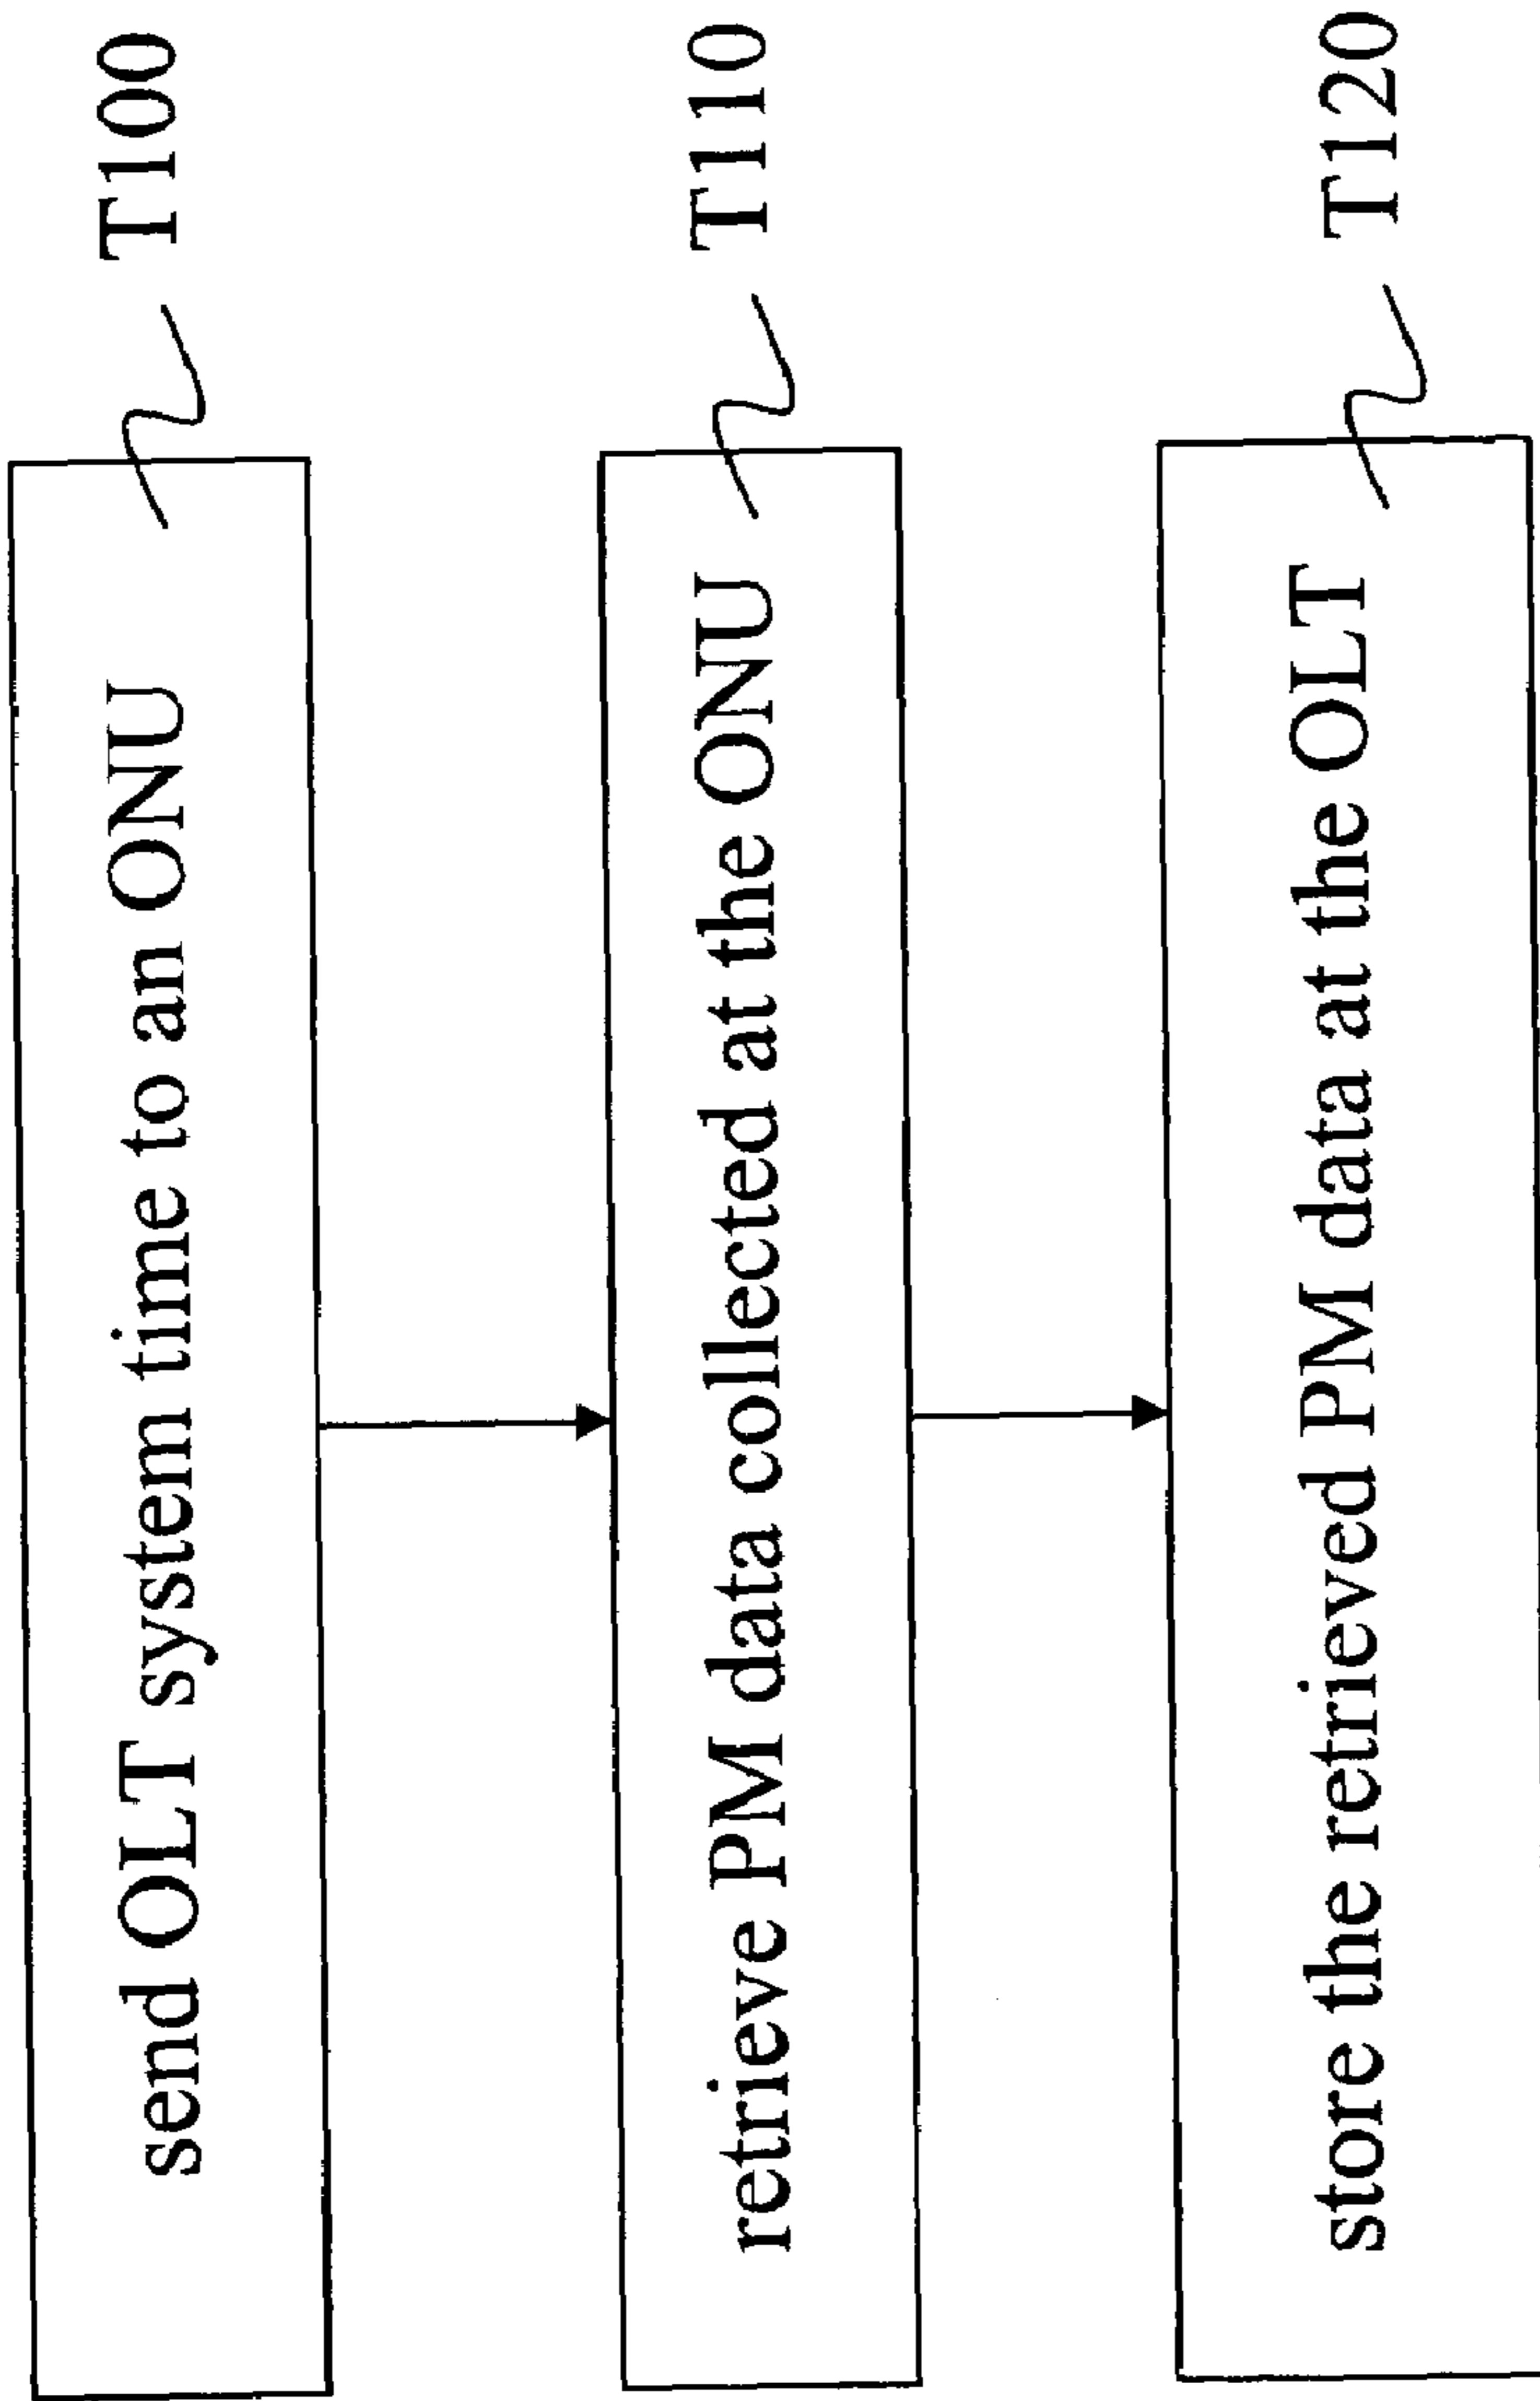 send OLT system time to an ONU
T100
retrieve PM data collected at the ONU
T110
store the retrieved PM data at the OLT
T120